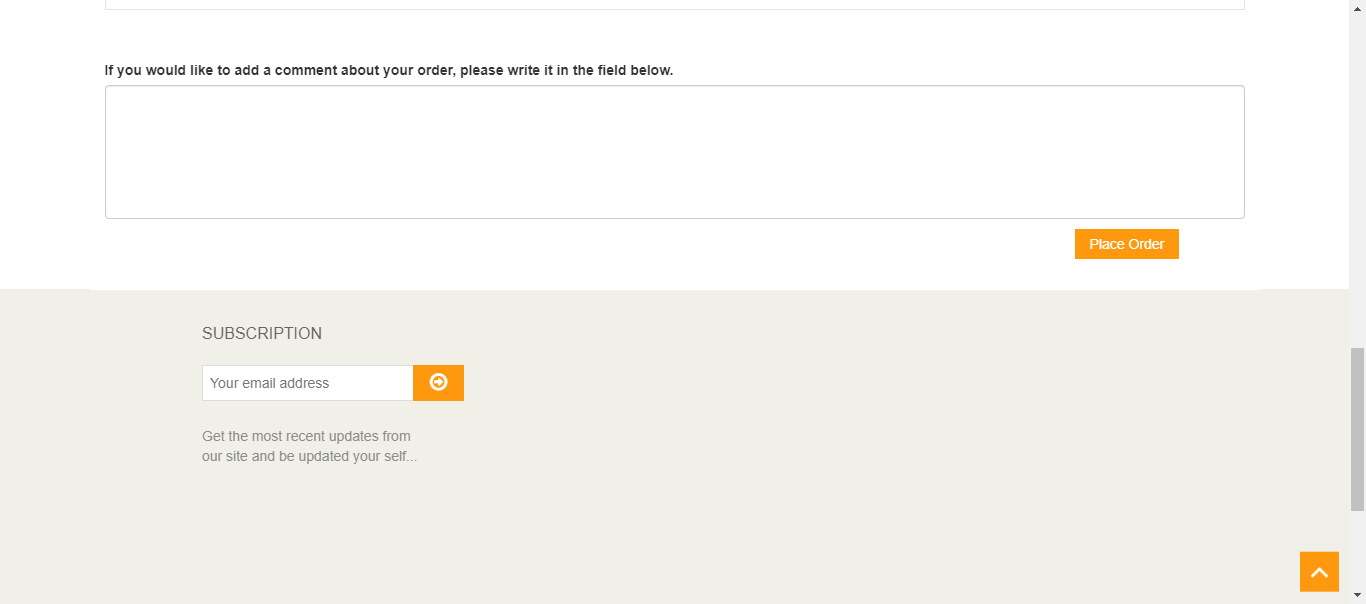 If you would like to add a comment about your order, please write it in the field below.
Place Order
SUBSCRIPTION
Your email address
Get the most recent updates from
our site and be updated your self...